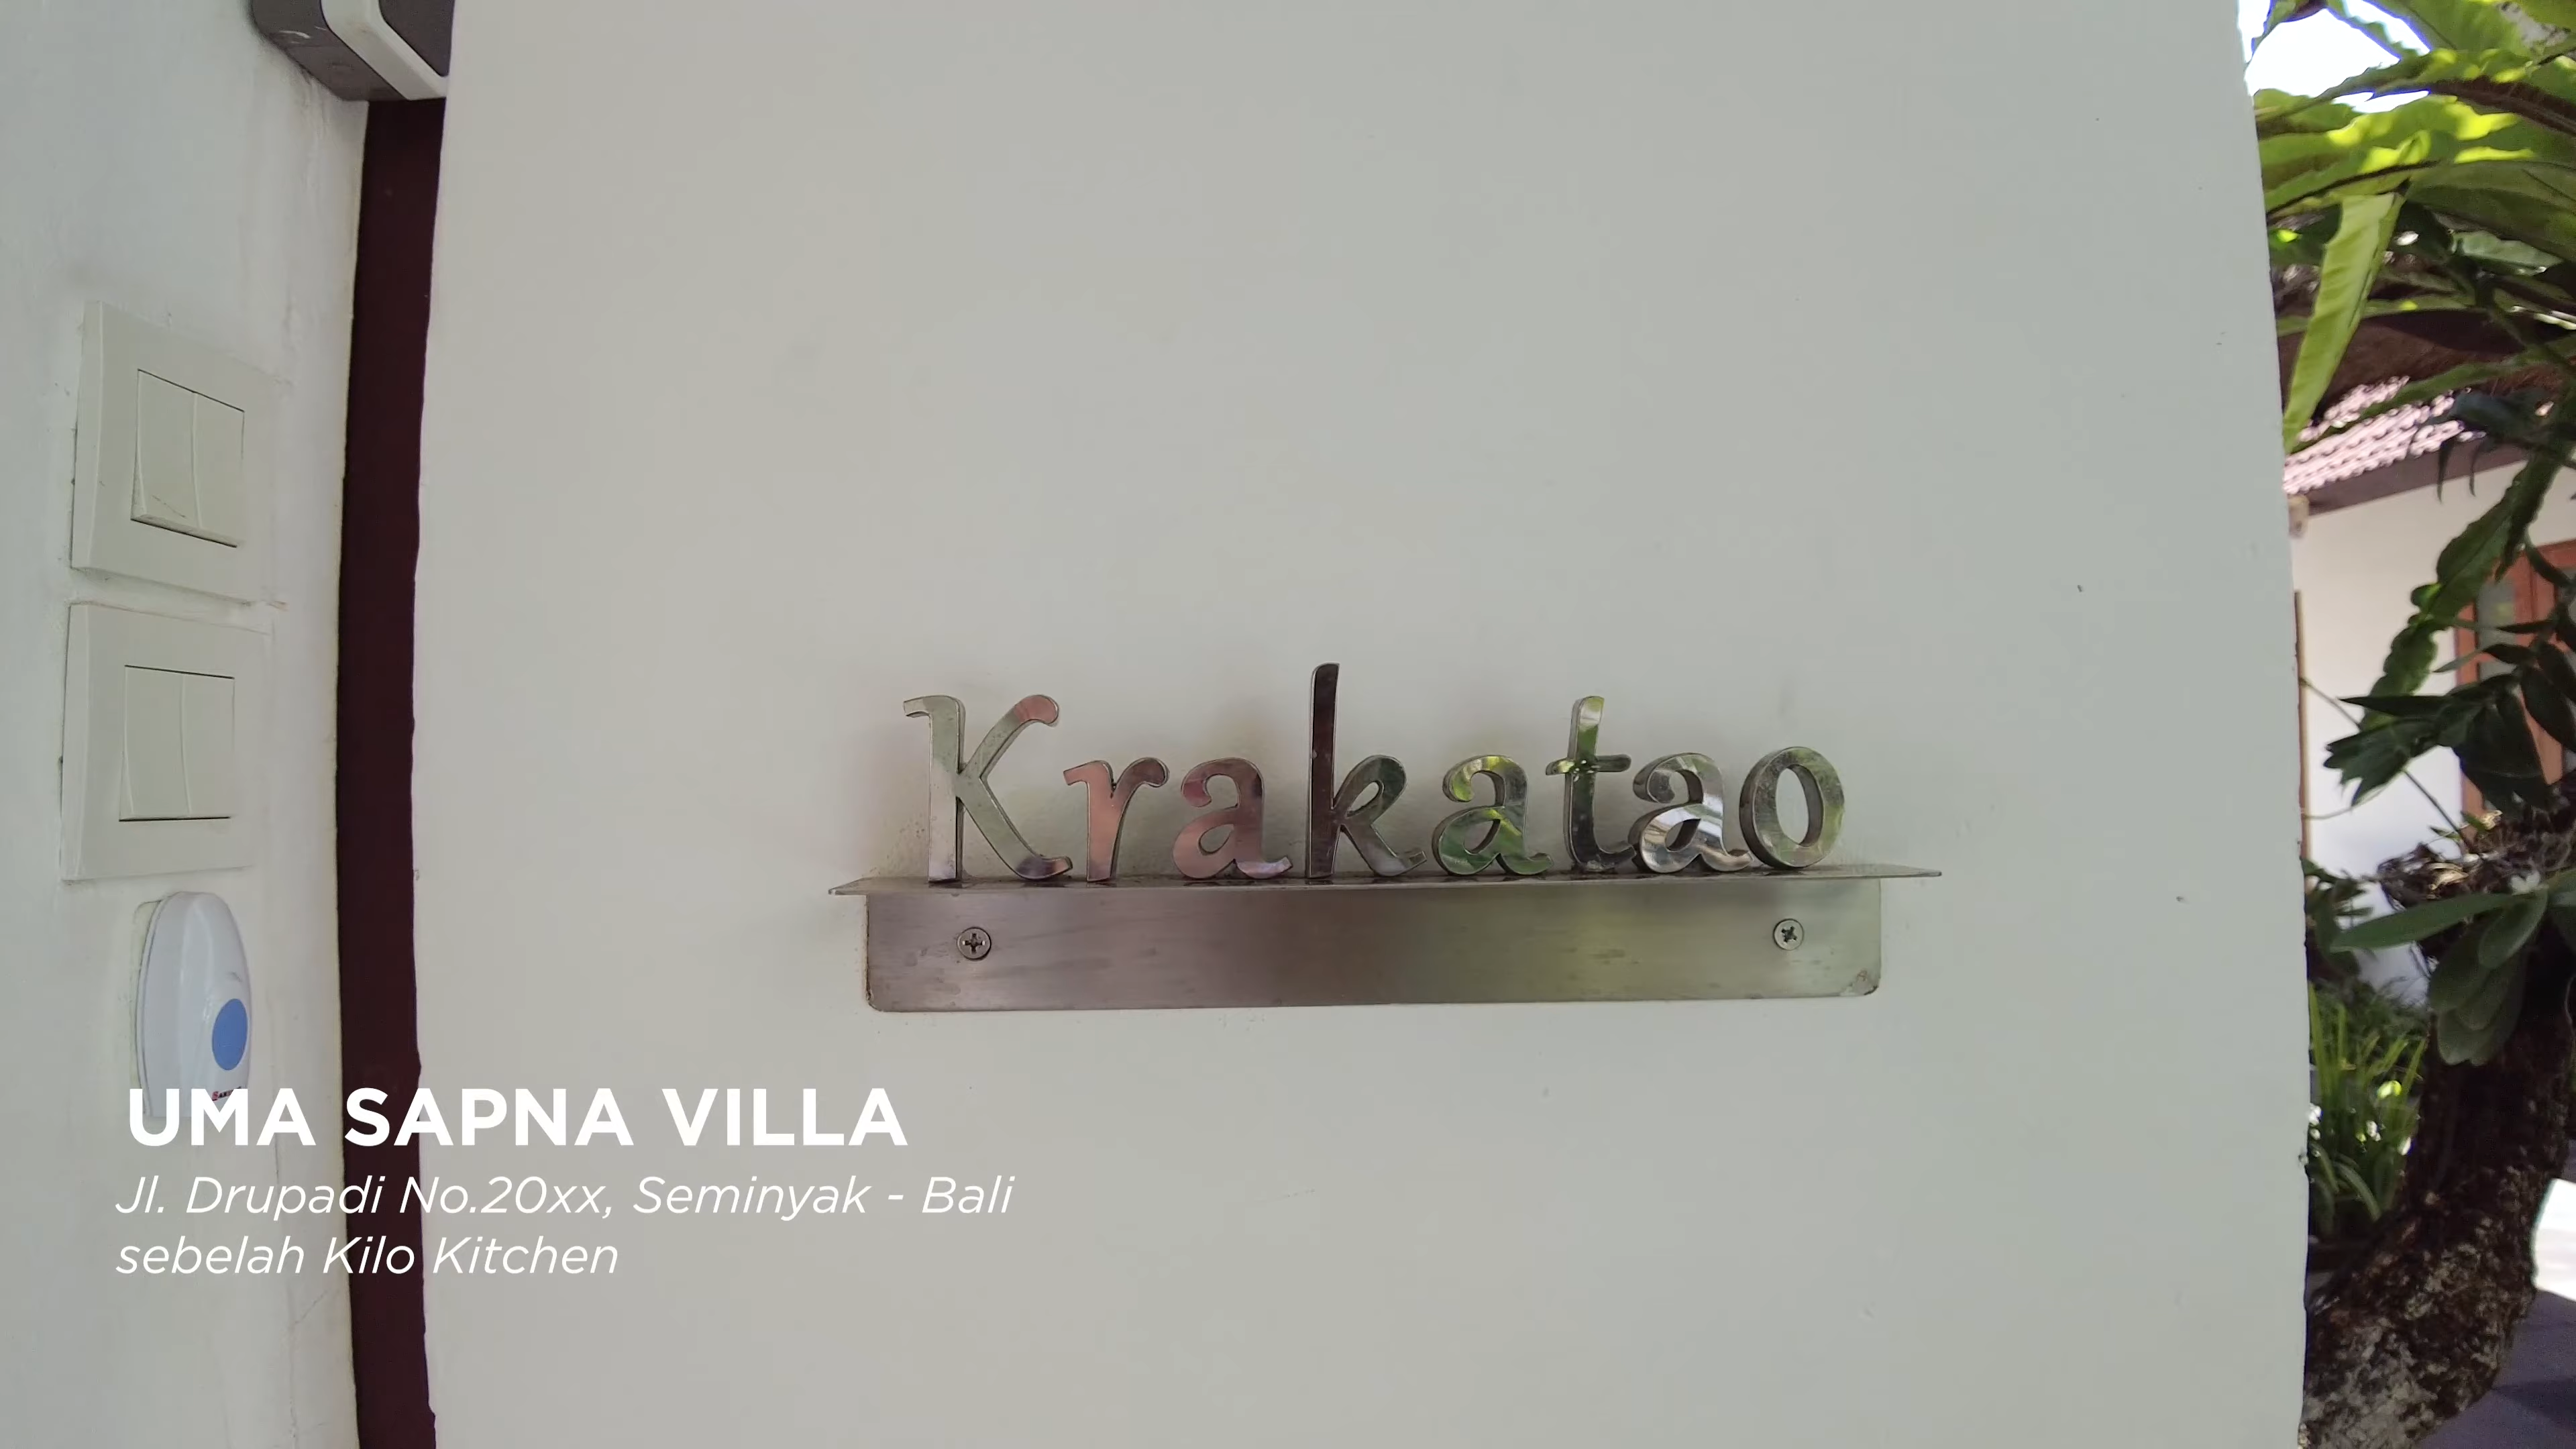 Krakatao
UMA SAPNA VILLA
Jl. Drupadi No.20xx, Seminyak - Bali
sebelah Kilo Kitchen